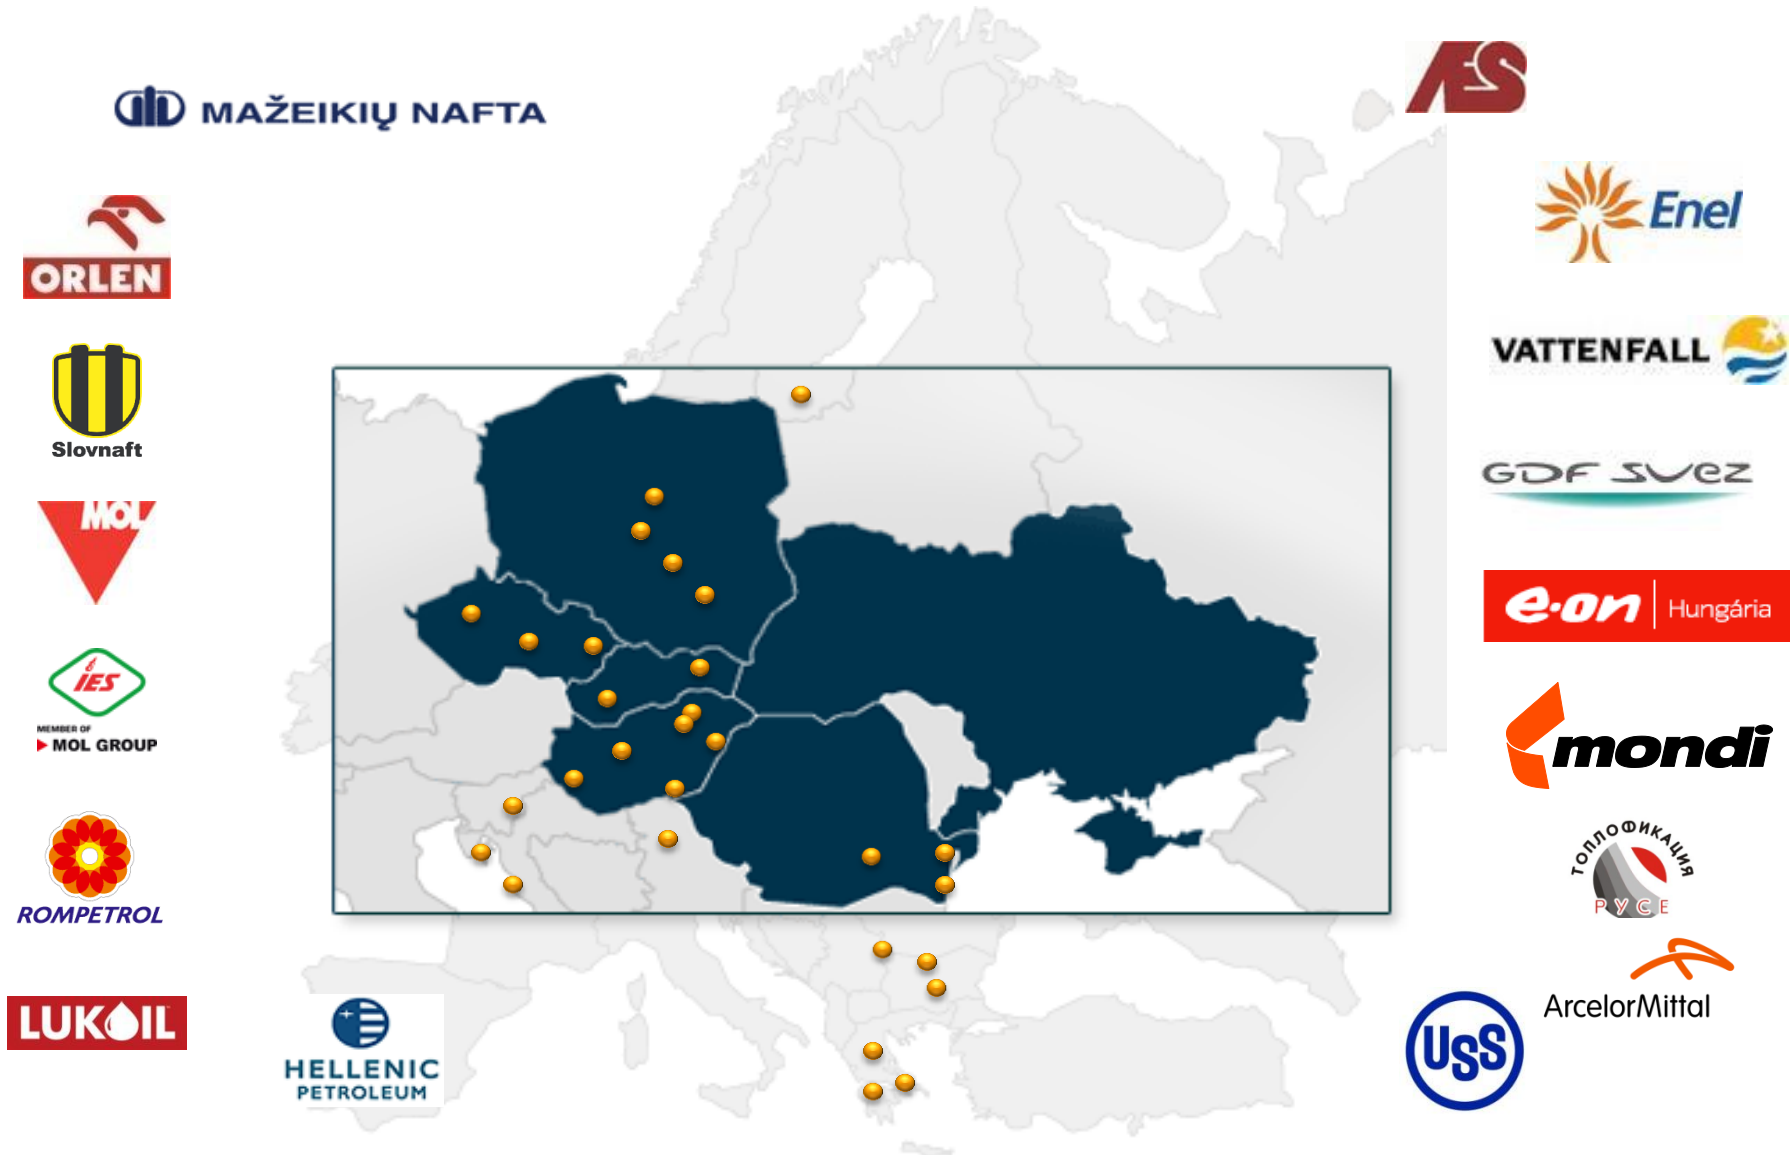 MAŽEIKIŲ NAFTA
ORLEN
Slovnaft
MOL
iES
MEMBER OF
MOL GROUP
ROMPETROL
LUKOIL
HELLENIC
PETROLEUM
AES
Enel
VATTENFALL
GDF SUEZ
e·on Hungária
mondi
ТОПЛОФИКАЦИЯ
РУСЕ
ArcelorMittal
USS